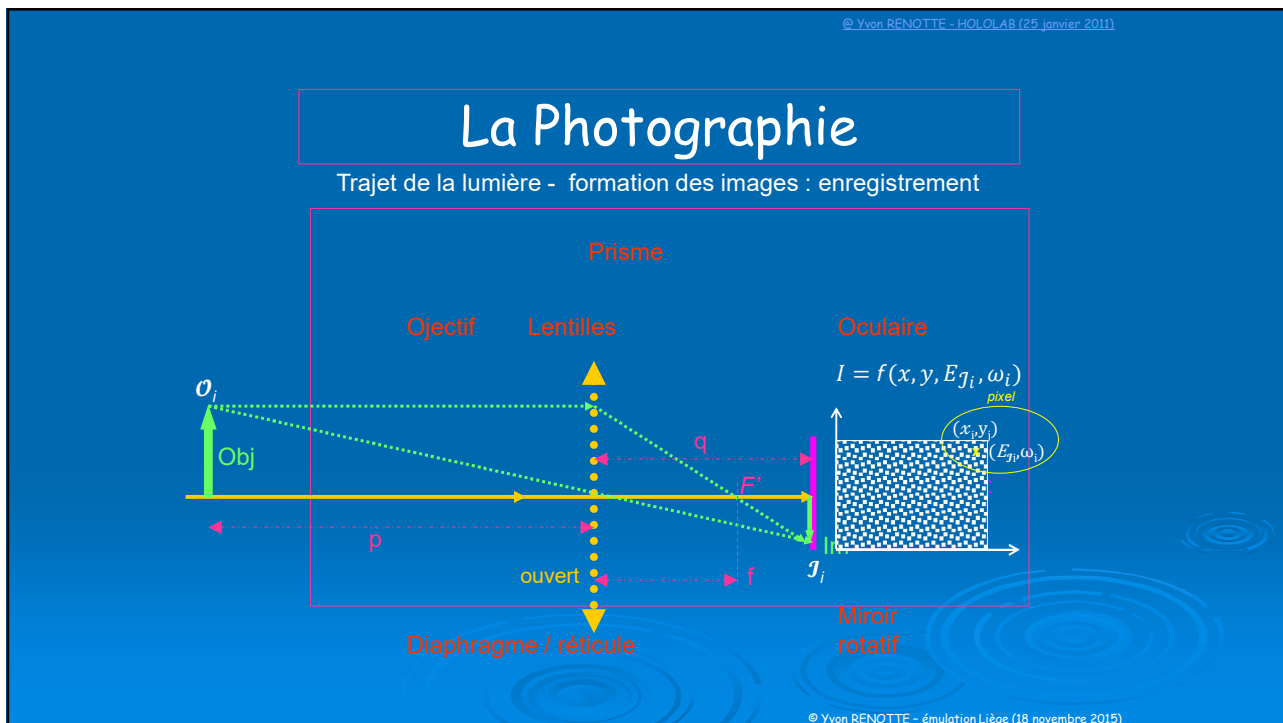 @ Yvon RENOTTE - HOLOLAB (25 janvier 2011)
La Photographie
Trajet de la lumière - formation des images : enregistrement
Prisme
Ojectif Lentilles Oculaire
I = f(x, y, E𝒥i, ωi)
pixel
𝒪i
(xi,yi)
q
x (E𝒥i,ωi)
Obj
F'
p
ouvert
f
𝒥i
Miroir
rotatif
Diaphragme / réticule
© Yvon RENOTTE – émulation Liège (18 novembre 2015)